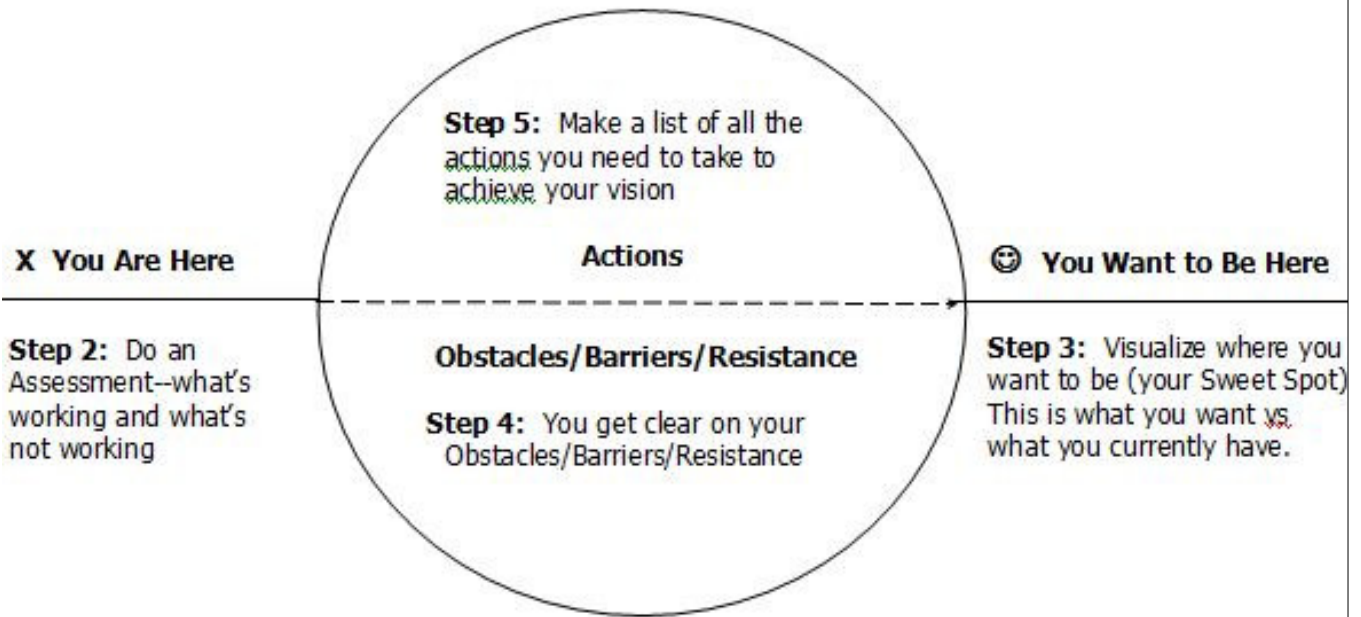 Step 5: Make a list of all the
actions you need to take to
achieve your vision
Actions
X You Are Here
☺ You Want to Be Here
Step 2: Do an
Assessment--what's
working and what's
not working
Obstacles/Barriers/Resistance
Step 4: You get clear on your
Obstacles/Barriers/Resistance
Step 3: Visualize where you
want to be (your Sweet Spot)
This is what you want vs
what you currently have.